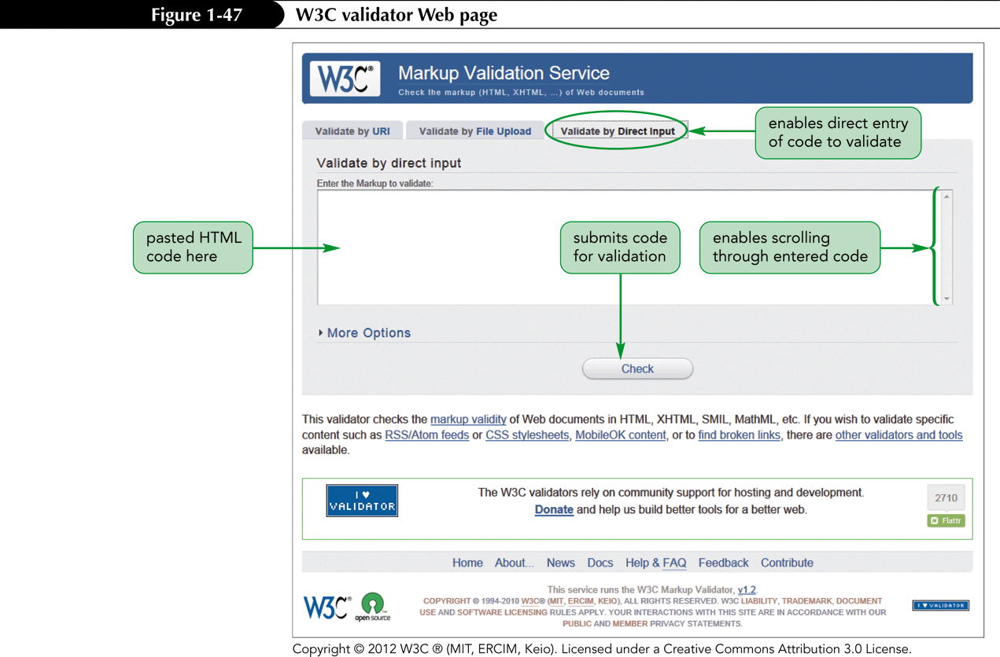 Figure 1-47
W3C validator Web page
W3C®
Markup Validation Service
Check the markup (HTML, XHTML, ...) of Web documents
Validate by URI
Validate by File Upload
Validate by Direct Input
enables direct entry
of code to validate
Validate by direct input
Enter the Markup to validate:
pasted HTML
code here
submits code
for validation
enables scrolling
through entered code
More Options
Check
This validator checks the markup validity of Web documents in HTML, XHTML, SMIL, MathML, etc. If you wish to validate specific
content such as RSS/Atom feeds or CSS stylesheets, MobileOK content, or to find broken links, there are other validators and tools
available.
I ♥
VALIDATOR
The W3C validators rely on community support for hosting and development.
Donate and help us build better tools for a better web.
2710
Flattr
Home About... News Docs Help & FAQ Feedback Contribute
W3C®
open source
This service runs the W3C Markup Validator, v1.2.
COPYRIGHT © 1994-2010 W3C® (MIT, ERCIM, KEIO), ALL RIGHTS RESERVED. W3C LIABILITY, TRADEMARK, DOCUMENT
USE AND SOFTWARE LICENSING RULES APPLY. YOUR INTERACTIONS WITH THIS SITE ARE IN ACCORDANCE WITH OUR
PUBLIC AND MEMBER PRIVACY STATEMENTS.
I ♥ VALIDATOR
Copyright © 2012 W3C ® (MIT, ERCIM, Keio). Licensed under a Creative Commons Attribution 3.0 License.